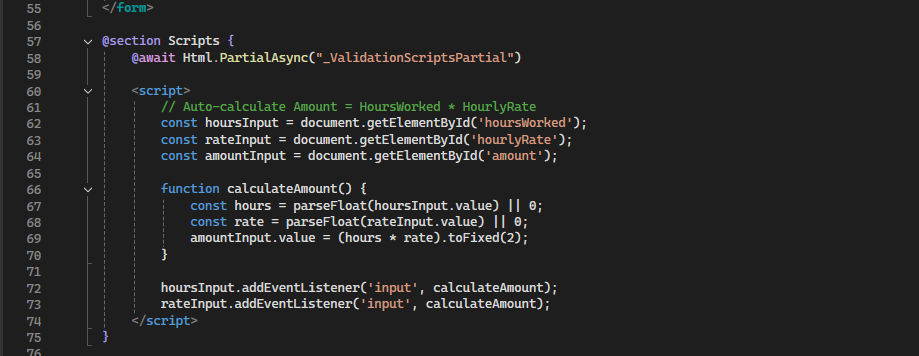 55 </form>
56
57 @section Scripts {
58 @await Html.PartialAsync("_ValidationScriptsPartial")
59
60 <script>
61 // Auto-calculate Amount = HoursWorked * HourlyRate
62 const hoursInput = document.getElementById('hoursWorked');
63 const rateInput = document.getElementById('hourlyRate');
64 const amountInput = document.getElementById('amount');
65
66 function calculateAmount() {
67 const hours = parseFloat(hoursInput.value) || 0;
68 const rate = parseFloat(rateInput.value) || 0;
69 amountInput.value = (hours * rate).toFixed(2);
70 }
71
72 hoursInput.addEventListener('input', calculateAmount);
73 rateInput.addEventListener('input', calculateAmount);
74 </script>
75 }
76